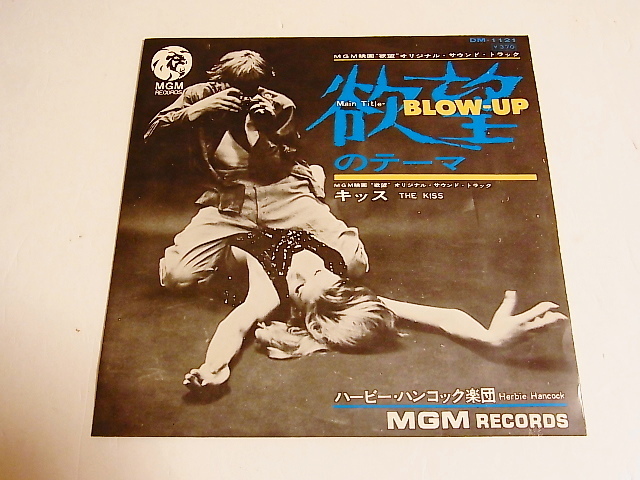 DM-1121
¥370
MGM
RECORDS
MGM映画"欲望"オリジナル・サウンド・トラック
欲望
Main Title-BLOW-UP
のテーマ
MGM映画"欲望"オリジナル・サウンド・トラック
キッス THE KISS
ハービー・ハンコック楽団 Herbie Hancock
MGM RECORDS